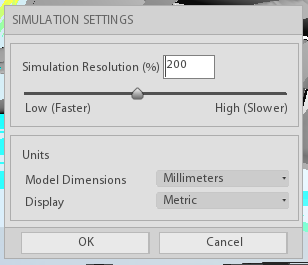 SIMULATION SETTINGS
Simulation Resolution (%) 200
Low (Faster) High (Slower)
Units
Model Dimensions Millimeters
Display Metric
OK Cancel